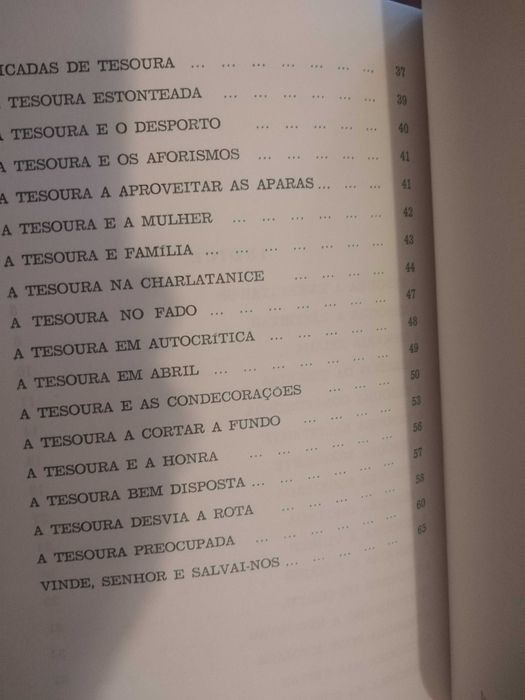 ICADAS DE TESOURA ... ... ... ... ... ... ... 37
TESOURA ESTONTEADA ... ... ... ... ... ... 39
A TESOURA E O DESPORTO ... ... ... ... ... 40
A TESOURA E OS AFORISMOS ... ... ... ... ... 41
A TESOURA A APROVEITAR AS APARAS ... ... ... 41
A TESOURA E A MULHER ... ... ... ... ... ... 42
A TESOURA E FAMÍLIA ... ... ... ... ... ... ... 43
A TESOURA NA CHARLATANICE ... ... ... ... 44
A TESOURA NO FADO ... ... ... ... ... ... ... 47
A TESOURA EM AUTOCRÍTICA ... ... ... ... ... 48
A TESOURA EM ABRIL ... ... ... ... ... ... ... 49
A TESOURA E AS CONDECORAÇÕES ... ... ... 50
A TESOURA A CORTAR A FUNDO ... ... ... ... 53
A TESOURA E A HONRA ... ... ... ... ... ... 56
A TESOURA BEM DISPOSTA ... ... ... ... ... ... 57
A TESOURA DESVIA A ROTA ... ... ... ... ... 58
A TESOURA PREOCUPADA ... ... ... ... ... ... 60
VINDE, SENHOR E SALVAI-NOS ... ... ... ... ... 65